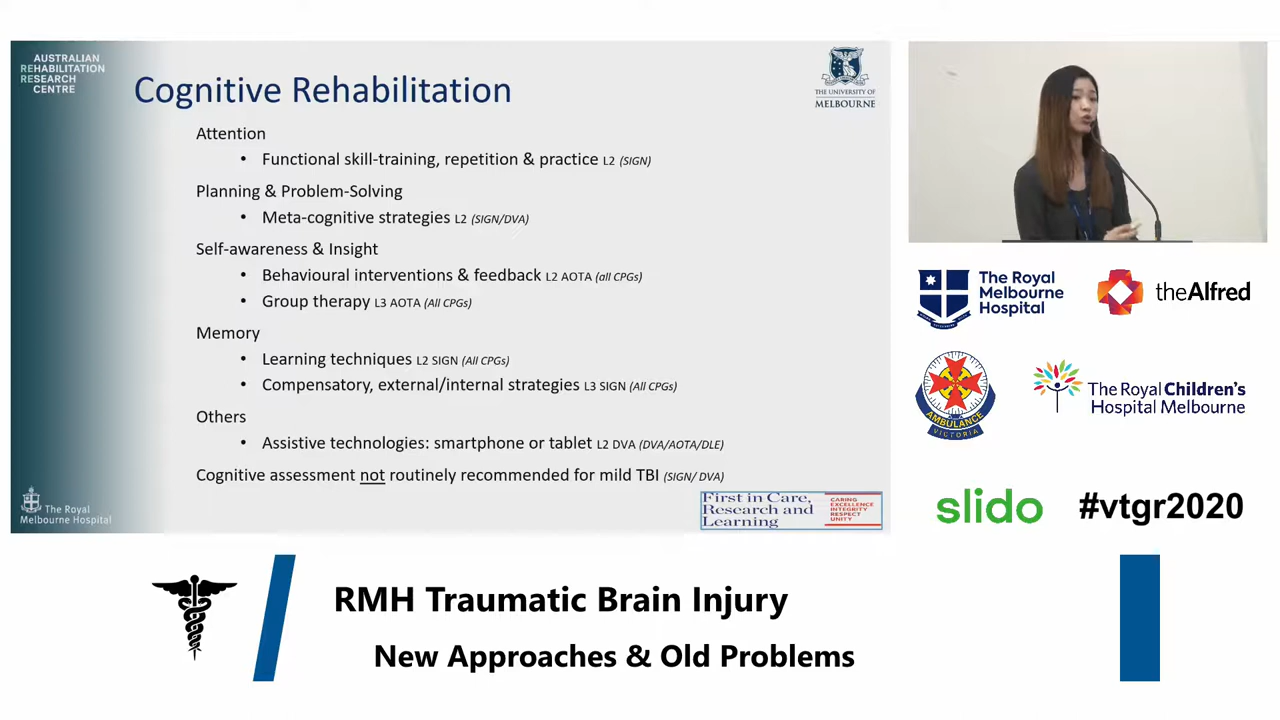 AUSTRALIAN
REHABILITATION
RESEARCH
CENTRE
Cognitive Rehabilitation
THE UNIVERSITY OF
MELBOURNE
Attention
• Functional skill-training, repetition & practice L2 (SIGN)
Planning & Problem-Solving
• Meta-cognitive strategies L2 (SIGN/DVA)
Self-awareness & Insight
• Behavioural interventions & feedback L2 AOTA (all CPGs)
• Group therapy L3 AOTA (All CPGs)
Memory
• Learning techniques L2 SIGN (All CPGs)
• Compensatory, external/internal strategies L3 SIGN (All CPGs)
Others
• Assistive technologies: smartphone or tablet L2 DVA (DVA/AOTA/DLE)
Cognitive assessment not routinely recommended for mild TBI (SIGN/ DVA)
The Royal
Melbourne Hospital
First in Care,
Research and
Learning
CARING
EXCELLENCE
INTEGRITY
RESPECT
UNITY
The Royal
Melbourne
Hospital
theAlfred
AMBULANCE
VICTORIA
The Royal Children's
Hospital Melbourne
slido
#vtgr2020
RMH Traumatic Brain Injury
New Approaches & Old Problems